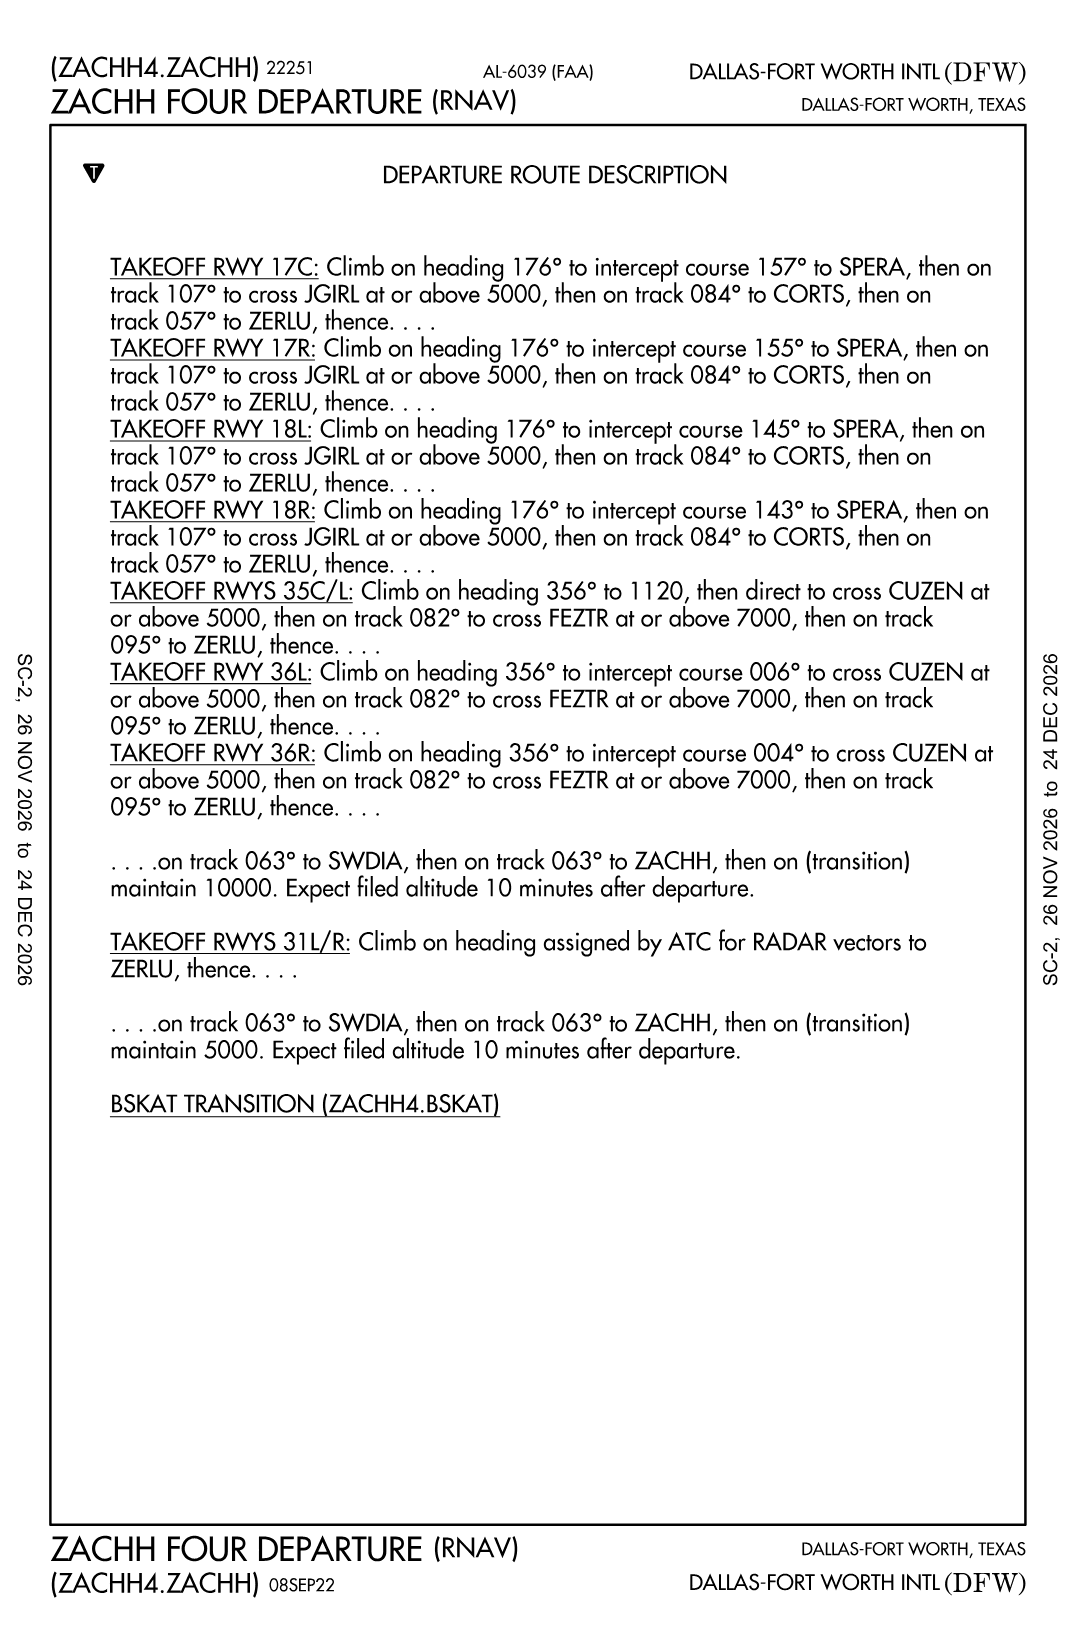 (ZACHH4.ZACHH) 22251
AL-6039 (FAA)
DALLAS-FORT WORTH INTL (DFW)
ZACHH FOUR DEPARTURE (RNAV)
DALLAS-FORT WORTH, TEXAS
T
DEPARTURE ROUTE DESCRIPTION
TAKEOFF RWY 17C: Climb on heading 176° to intercept course 157° to SPERA, then on
track 107° to cross JGIRL at or above 5000, then on track 084° to CORTS, then on
track 057° to ZERLU, thence. . . .
TAKEOFF RWY 17R: Climb on heading 176° to intercept course 155° to SPERA, then on
track 107° to cross JGIRL at or above 5000, then on track 084° to CORTS, then on
track 057° to ZERLU, thence. . . .
TAKEOFF RWY 18L: Climb on heading 176° to intercept course 145° to SPERA, then on
track 107° to cross JGIRL at or above 5000, then on track 084° to CORTS, then on
track 057° to ZERLU, thence. . . .
TAKEOFF RWY 18R: Climb on heading 176° to intercept course 143° to SPERA, then on
track 107° to cross JGIRL at or above 5000, then on track 084° to CORTS, then on
track 057° to ZERLU, thence. . . .
TAKEOFF RWYS 35C/L: Climb on heading 356° to 1120, then direct to cross CUZEN at
or above 5000, then on track 082° to cross FEZTR at or above 7000, then on track
095° to ZERLU, thence. . . .
TAKEOFF RWY 36L: Climb on heading 356° to intercept course 006° to cross CUZEN at
or above 5000, then on track 082° to cross FEZTR at or above 7000, then on track
095° to ZERLU, thence. . . .
TAKEOFF RWY 36R: Climb on heading 356° to intercept course 004° to cross CUZEN at
or above 5000, then on track 082° to cross FEZTR at or above 7000, then on track
095° to ZERLU, thence. . . .
. . . .on track 063° to SWDIA, then on track 063° to ZACHH, then on (transition)
maintain 10000. Expect filed altitude 10 minutes after departure.
TAKEOFF RWYS 31L/R: Climb on heading assigned by ATC for RADAR vectors to
ZERLU, thence. . . .
. . . .on track 063° to SWDIA, then on track 063° to ZACHH, then on (transition)
maintain 5000. Expect filed altitude 10 minutes after departure.
BSKAT TRANSITION (ZACHH4.BSKAT)
SC-2, 26 NOV 2026 to 24 DEC 2026
SC-2, 26 NOV 2026 to 24 DEC 2026
ZACHH FOUR DEPARTURE (RNAV)
DALLAS-FORT WORTH, TEXAS
(ZACHH4.ZACHH) 08SEP22
DALLAS-FORT WORTH INTL (DFW)